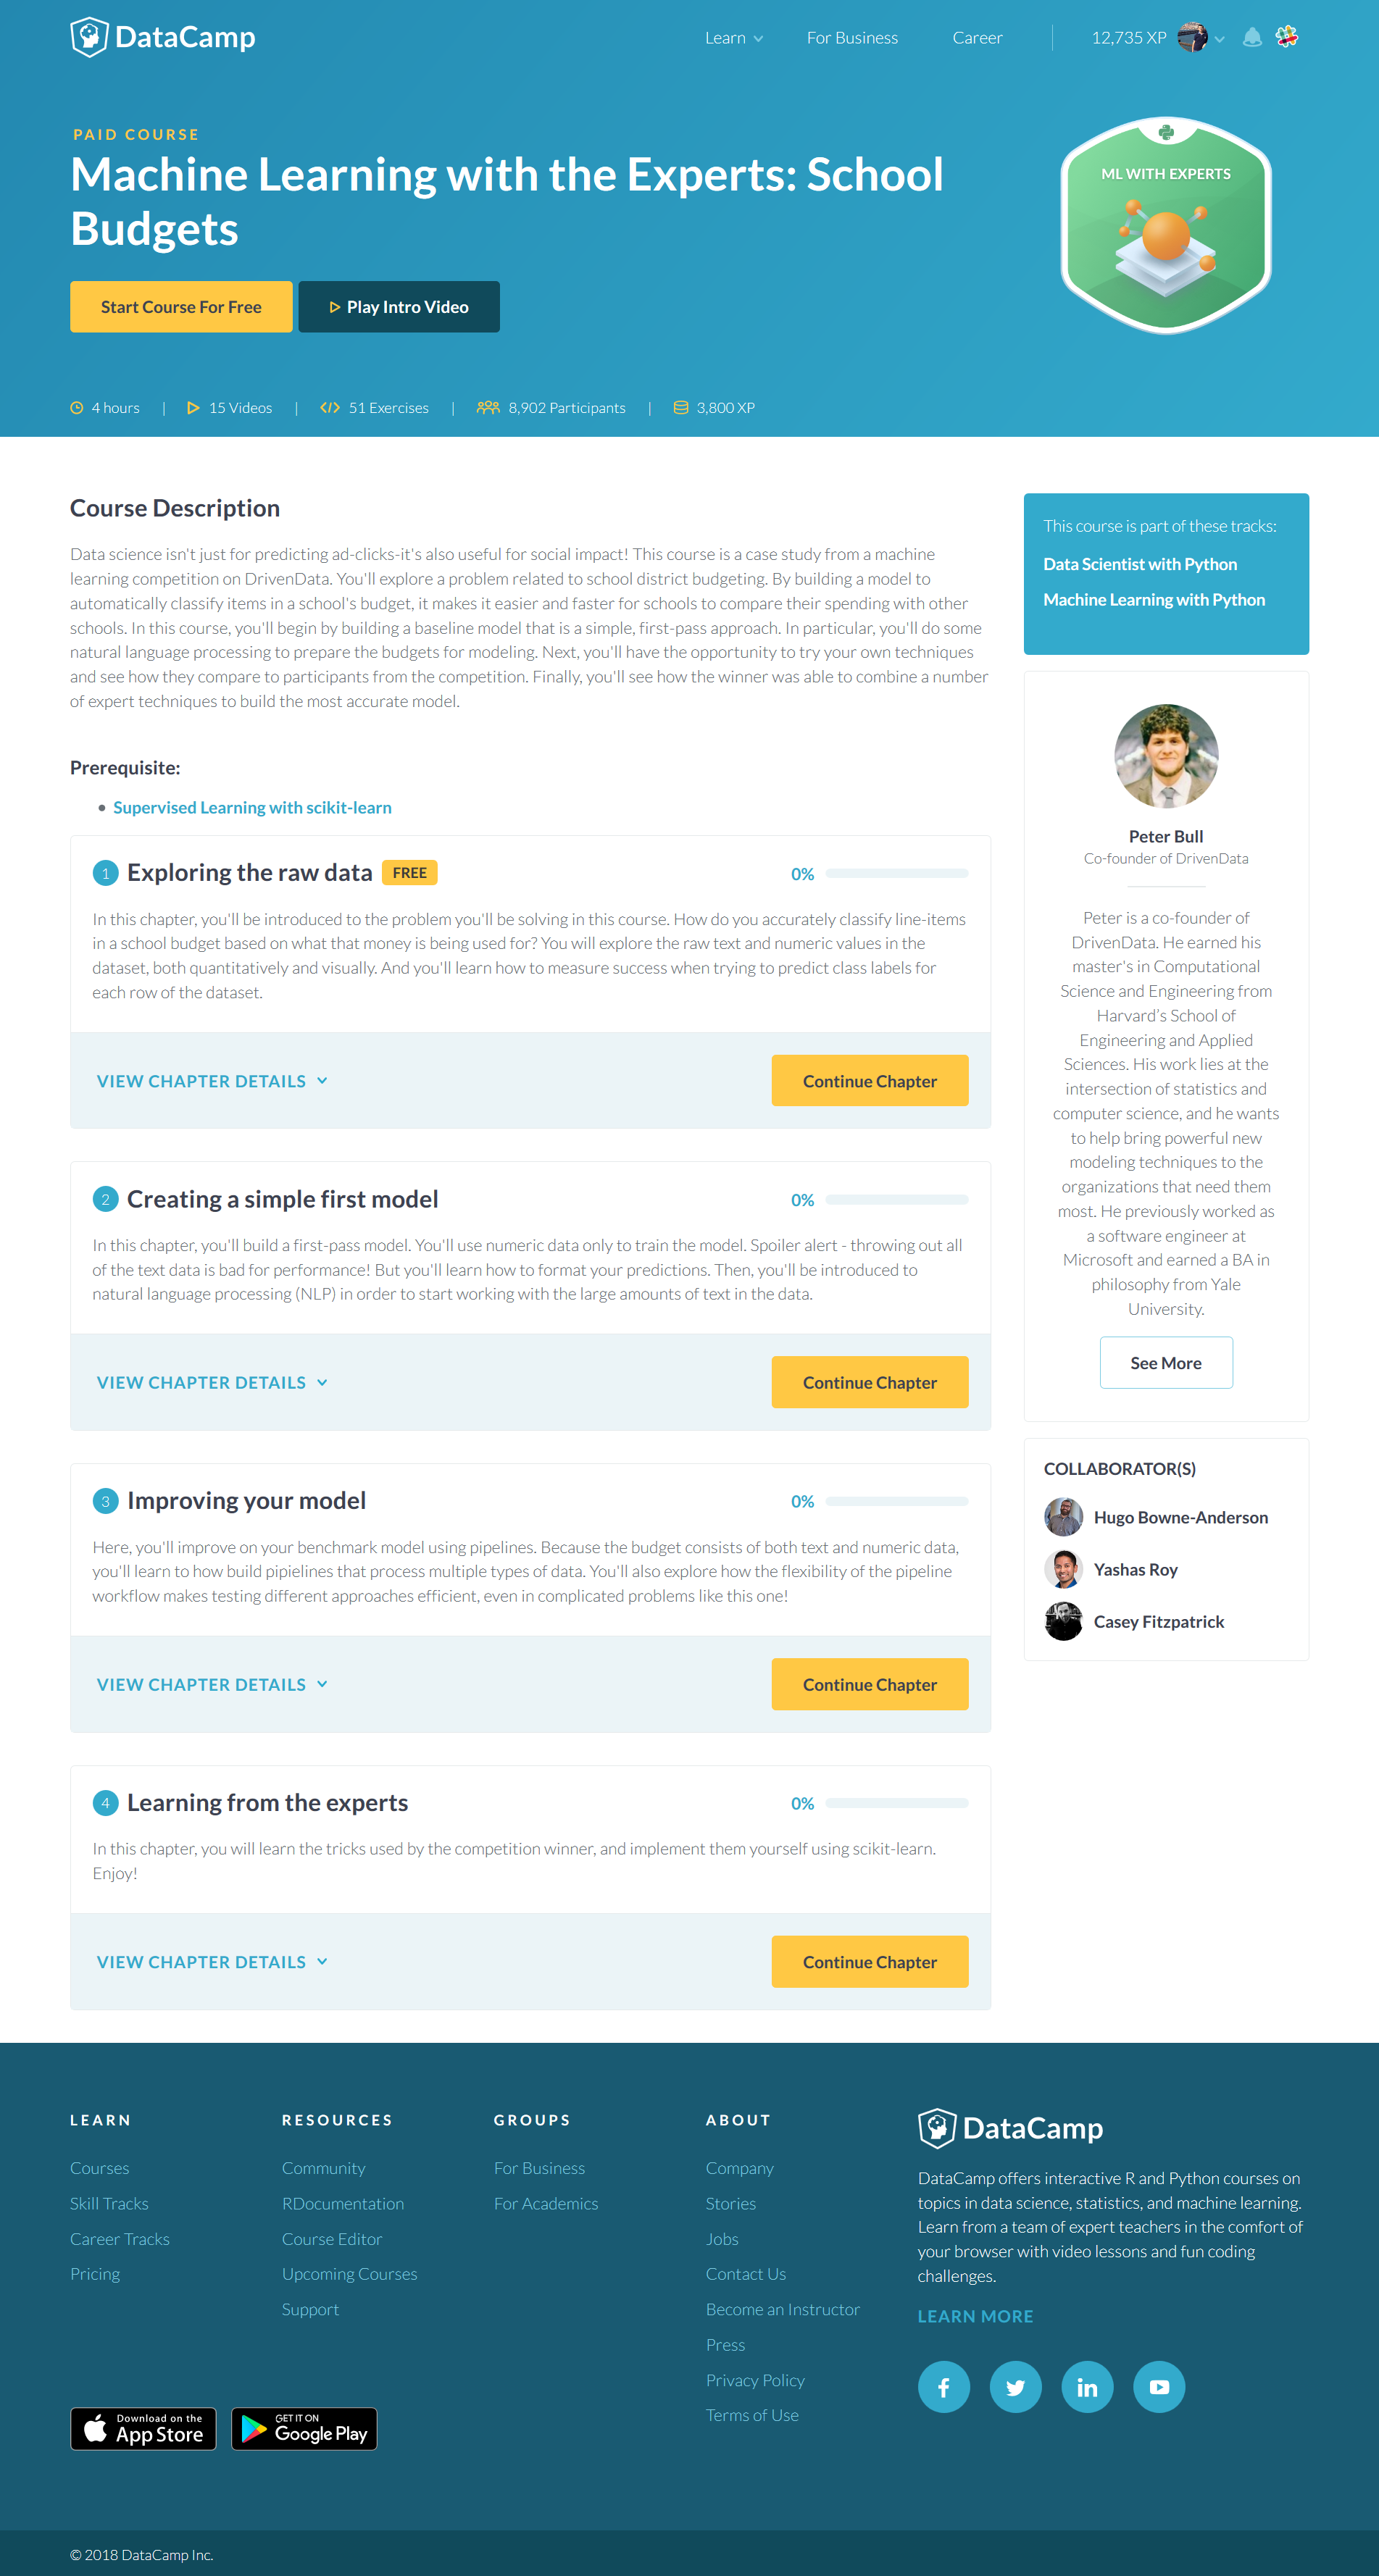 DataCamp
Learn
For Business
Career
12,735 XP
PAID COURSE
Machine Learning with the Experts: School
Budgets
ML WITH EXPERTS
Start Course For Free
Play Intro Video
4 hours | 15 Videos | 51 Exercises | 8,902 Participants | 3,800 XP
Course Description
Data science isn't just for predicting ad-clicks-it's also useful for social impact! This course is a case study from a machine
learning competition on DrivenData. You'll explore a problem related to school district budgeting. By building a model to
automatically classify items in a school's budget, it makes it easier and faster for schools to compare their spending with other
schools. In this course, you'll begin by building a baseline model that is a simple, first-pass approach. In particular, you'll do some
natural language processing to prepare the budgets for modeling. Next, you'll have the opportunity to try your own techniques
and see how they compare to participants from the competition. Finally, you'll see how the winner was able to combine a number
of expert techniques to build the most accurate model.
Prerequisite:
• Supervised Learning with scikit-learn
1 Exploring the raw data FREE 0%
In this chapter, you'll be introduced to the problem you'll be solving in this course. How do you accurately classify line-items
in a school budget based on what that money is being used for? You will explore the raw text and numeric values in the
dataset, both quantitatively and visually. And you'll learn how to measure success when trying to predict class labels for
each row of the dataset.
VIEW CHAPTER DETAILS
Continue Chapter
2 Creating a simple first model 0%
In this chapter, you'll build a first-pass model. You'll use numeric data only to train the model. Spoiler alert - throwing out all
of the text data is bad for performance! But you'll learn how to format your predictions. Then, you'll be introduced to
natural language processing (NLP) in order to start working with the large amounts of text in the data.
VIEW CHAPTER DETAILS
Continue Chapter
3 Improving your model 0%
Here, you'll improve on your benchmark model using pipelines. Because the budget consists of both text and numeric data,
you'll learn to how build pipielines that process multiple types of data. You'll also explore how the flexibility of the pipeline
workflow makes testing different approaches efficient, even in complicated problems like this one!
VIEW CHAPTER DETAILS
Continue Chapter
4 Learning from the experts 0%
In this chapter, you will learn the tricks used by the competition winner, and implement them yourself using scikit-learn.
Enjoy!
VIEW CHAPTER DETAILS
Continue Chapter
This course is part of these tracks:
Data Scientist with Python
Machine Learning with Python
Peter Bull
Co-founder of DrivenData
Peter is a co-founder of
DrivenData. He earned his
master's in Computational
Science and Engineering from
Harvard's School of
Engineering and Applied
Sciences. His work lies at the
intersection of statistics and
computer science, and he wants
to help bring powerful new
modeling techniques to the
organizations that need them
most. He previously worked as
a software engineer at
Microsoft and earned a BA in
philosophy from Yale
University.
See More
COLLABORATOR(S)
Hugo Bowne-Anderson
Yashas Roy
Casey Fitzpatrick
LEARN
Courses
Skill Tracks
Career Tracks
Pricing
RESOURCES
Community
RDocumentation
Course Editor
Upcoming Courses
Support
GROUPS
For Business
For Academics
ABOUT
Company
Stories
Jobs
Contact Us
Become an Instructor
Press
Privacy Policy
Terms of Use
DataCamp
DataCamp offers interactive R and Python courses on
topics in data science, statistics, and machine learning.
Learn from a team of expert teachers in the comfort of
your browser with video lessons and fun coding
challenges.
LEARN MORE
Download on the
App Store
GET IT ON
Google Play
© 2018 DataCamp Inc.